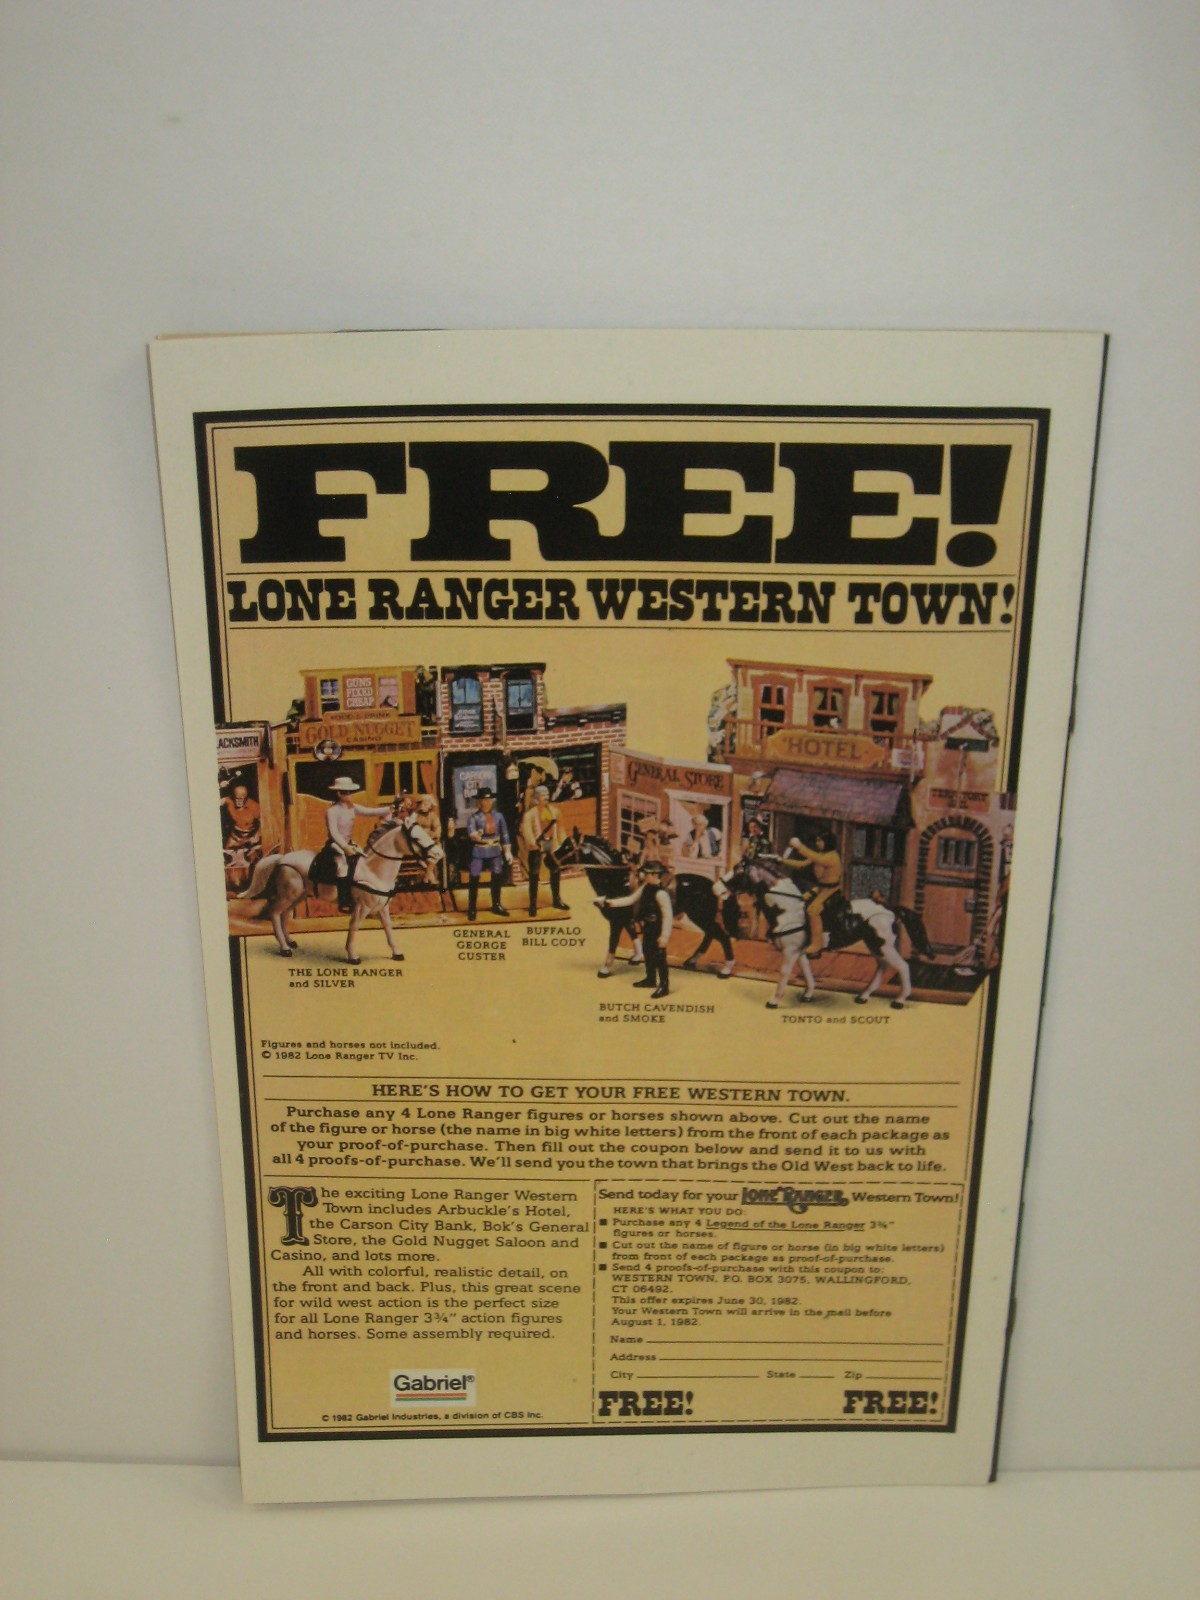 FREE!
LONE RANGER WESTERN TOWN!
GUNS
FIXED
CHEAP
FOOD & DRINK
GOLD NUGGET
CASINO
ACKSMITH
CARSON
CITY
GENERAL STORE
HOTEL
GENERAL
GEORGE
CUSTER
BUFFALO
BILL CODY
THE LONE RANGER
and SILVER
BUTCH CAVENDISH
and SMOKE
TONTO and SCOUT
Figures and horses not included.
© 1982 Lone Ranger TV Inc.
HERE'S HOW TO GET YOUR FREE WESTERN TOWN.
Purchase any 4 Lone Ranger figures or horses shown above. Cut out the name
of the figure or horse (the name in big white letters) from the front of each package as
your proof-of-purchase. Then fill out the coupon below and send it to us with
all 4 proofs-of-purchase. We'll send you the town that brings the Old West back to life.
The exciting Lone Ranger Western
Town includes Arbuckle's Hotel,
the Carson City Bank, Bok's General
Store, the Gold Nugget Saloon and
Casino, and lots more.
All with colorful, realistic detail, on
the front and back. Plus, this great scene
for wild west action is the perfect size
for all Lone Ranger 3¾" action figures
and horses. Some assembly required.
Gabriel®
© 1982 Gabriel Industries, a division of CBS Inc.
Send today for your LONE RANGER Western Town!
HERE'S WHAT YOU DO:
■ Purchase any 4 Legend of the Lone Ranger 3¾"
figures or horses.
■ Cut out the name of figure or horse (in big white letters)
from front of each package as proof-of-purchase.
■ Send 4 proofs-of-purchase with this coupon to:
WESTERN TOWN, P.O. BOX 3075, WALLINGFORD,
CT 06492.
This offer expires June 30, 1982.
Your Western Town will arrive in the mail before
August 1, 1982.
Name
Address
City State Zip
FREE! FREE!